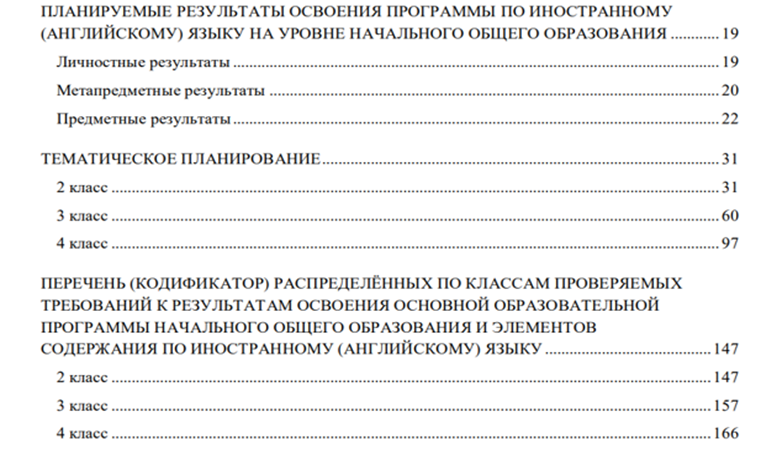 ПЛАНИРУЕМЫЕ РЕЗУЛЬТАТЫ ОСВОЕНИЯ ПРОГРАММЫ ПО ИНОСТРАННОМУ
(АНГЛИЙСКОМУ) ЯЗЫКУ НА УРОВНЕ НАЧАЛЬНОГО ОБЩЕГО ОБРАЗОВАНИЯ ............ 19
Личностные результаты ............ 19
Метапредметные результаты ............ 20
Предметные результаты ............ 22
ТЕМАТИЧЕСКОЕ ПЛАНИРОВАНИЕ ............ 31
2 класс ............ 31
3 класс ............ 60
4 класс ............ 97
ПЕРЕЧЕНЬ (КОДИФИКАТОР) РАСПРЕДЕЛЁННЫХ ПО КЛАССАМ ПРОВЕРЯЕМЫХ
ТРЕБОВАНИЙ К РЕЗУЛЬТАТАМ ОСВОЕНИЯ ОСНОВНОЙ ОБРАЗОВАТЕЛЬНОЙ
ПРОГРАММЫ НАЧАЛЬНОГО ОБЩЕГО ОБРАЗОВАНИЯ И ЭЛЕМЕНТОВ
СОДЕРЖАНИЯ ПО ИНОСТРАННОМУ (АНГЛИЙСКОМУ) ЯЗЫКУ ............ 147
2 класс ............ 147
3 класс ............ 157
4 класс ............ 166